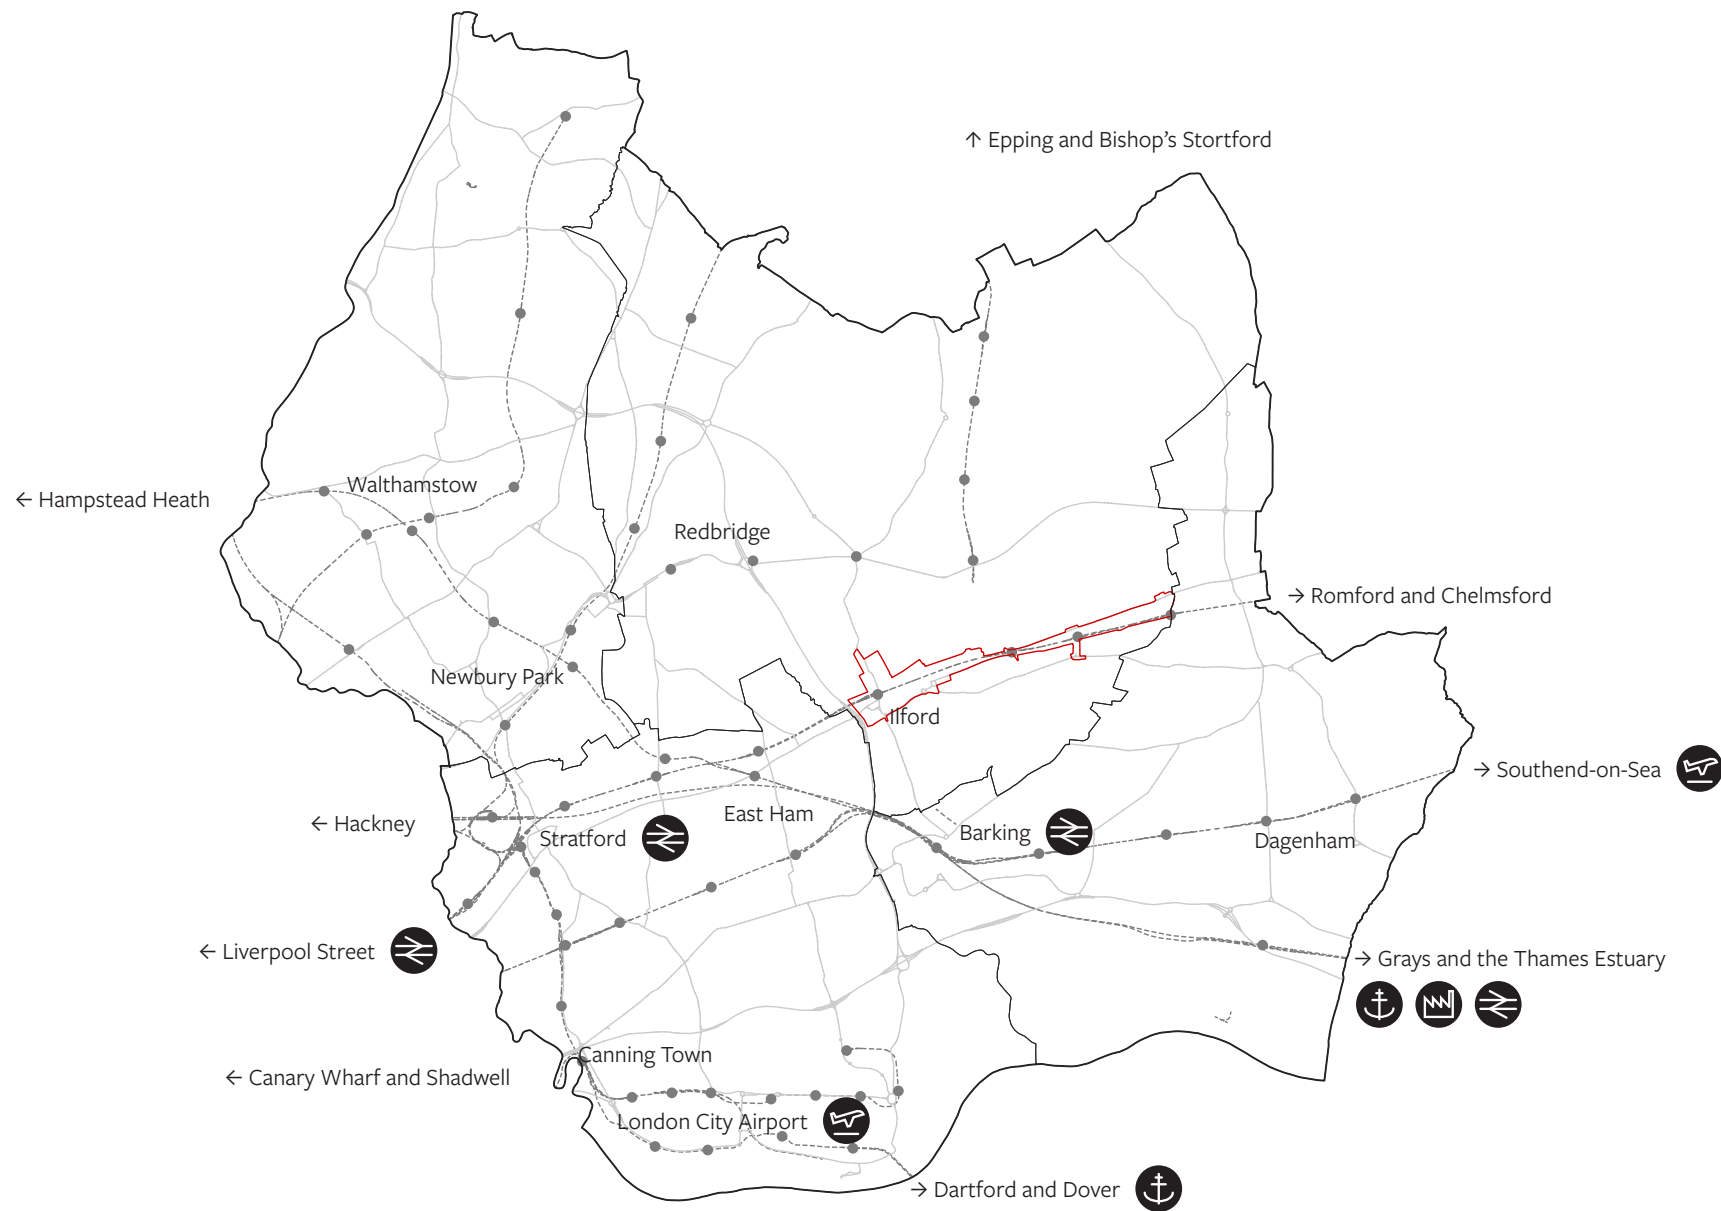 ↑ Epping and Bishop’s Stortford
Walthamstow
← Hampstead Heath
Redbridge
→ Romford and Chelmsford
Newbury Park
Ilford
→ Southend-on-Sea
East Ham
← Hackney
Stratford
Barking
Dagenham
← Liverpool Street
→ Grays and the Thames Estuary
Canning Town
← Canary Wharf and Shadwell
London City Airport
→ Dartford and Dover